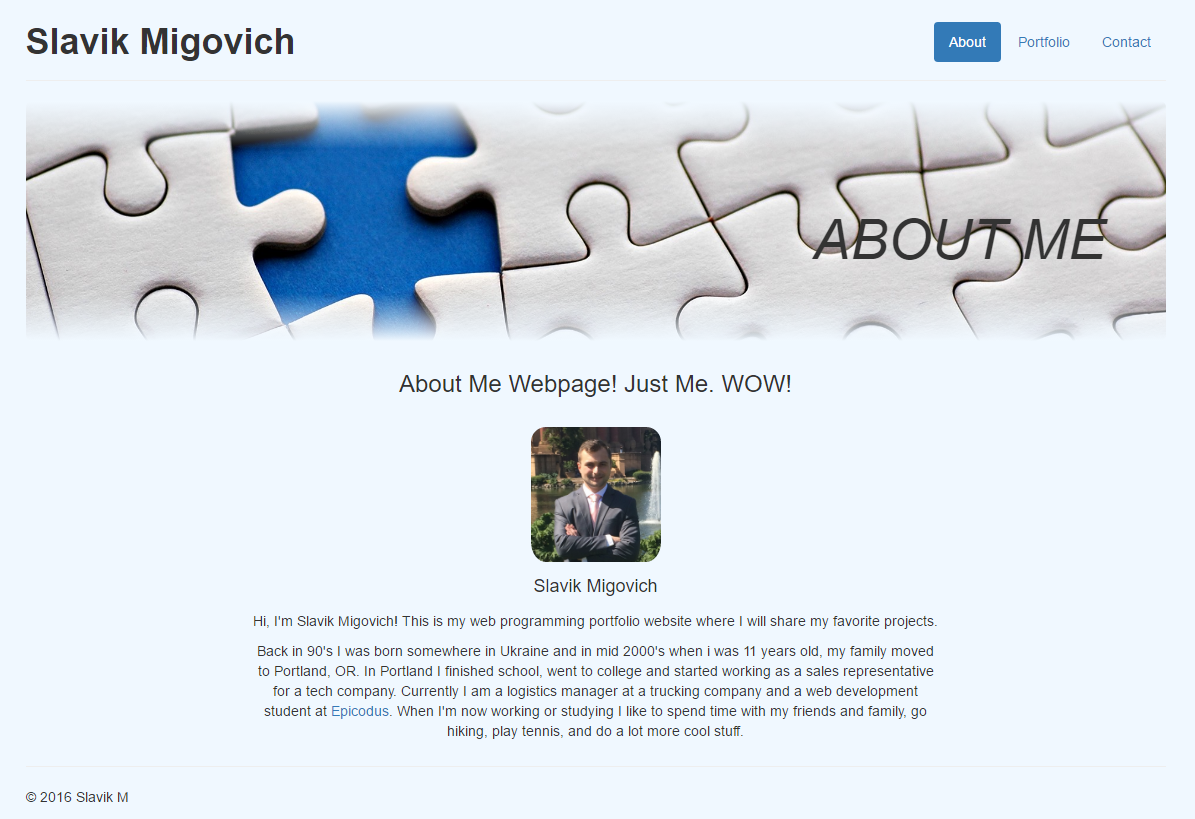 Slavik Migovich
About Portfolio Contact
ABOUT ME
About Me Webpage! Just Me. WOW!
Slavik Migovich
Hi, I'm Slavik Migovich! This is my web programming portfolio website where I will share my favorite projects.
Back in 90's I was born somewhere in Ukraine and in mid 2000's when i was 11 years old, my family moved
to Portland, OR. In Portland I finished school, went to college and started working as a sales representative
for a tech company. Currently I am a logistics manager at a trucking company and a web development
student at Epicodus. When I'm now working or studying I like to spend time with my friends and family, go
hiking, play tennis, and do a lot more cool stuff.
© 2016 Slavik M